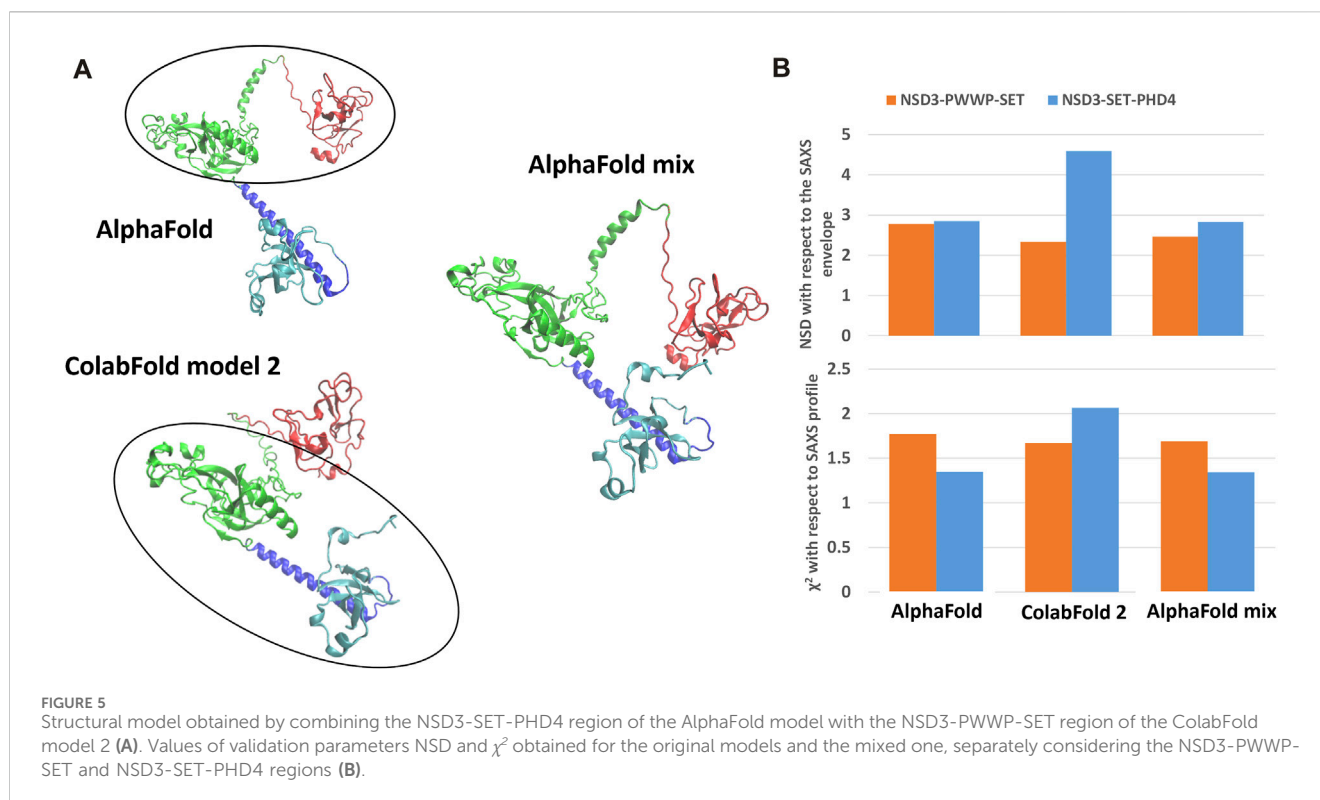 A
AlphaFold
ColabFold model 2
AlphaFold mix
B
NSD3-PWWP-SET NSD3-SET-PHD4
NSD with respect to the SAXS
envelope
5
4
3
2
1
0
χ² with respect to SAXS profile
2.5
2
1.5
1
0.5
0
AlphaFold ColabFold 2 AlphaFold mix
FIGURE 5
Structural model obtained by combining the NSD3-SET-PHD4 region of the AlphaFold model with the NSD3-PWWP-SET region of the ColabFold
model 2 (A). Values of validation parameters NSD and χ² obtained for the original models and the mixed one, separately considering the NSD3-PWWP-
SET and NSD3-SET-PHD4 regions (B).